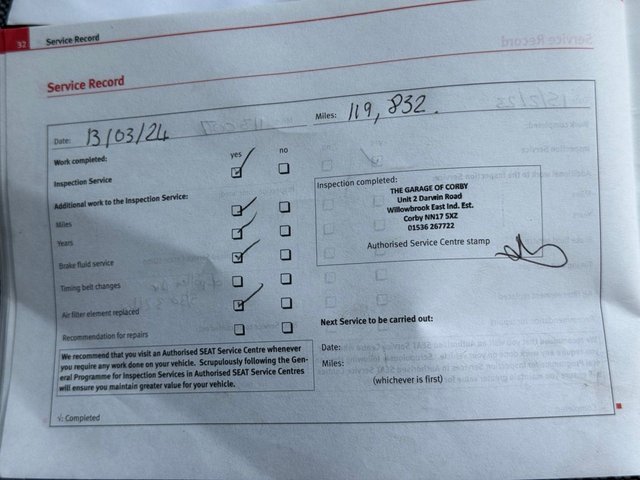 32 Service Record
Service Record
Date: 13/03/24 Miles: 119,832.
Work completed: yes no
Inspection Service
Additional work to the Inspection Service:
Miles
Years
Brake fluid service
Timing belt changes
Air filter element replaced
Recommendation for repairs
Inspection completed:
THE GARAGE OF CORBY
Unit 2 Darwin Road
Willowbrook East Ind. Est.
Corby NN17 5XZ
01536 267722
Authorised Service Centre stamp
Next Service to be carried out:
Date:
Miles:
(whichever is first)
We recommend that you visit an Authorised SEAT Service Centre whenever
you require any work done on your vehicle. Scrupulously following the Gen-
eral Programme for Inspection Services in Authorised SEAT Service Centres
will ensure you maintain greater value for your vehicle.
√: Completed